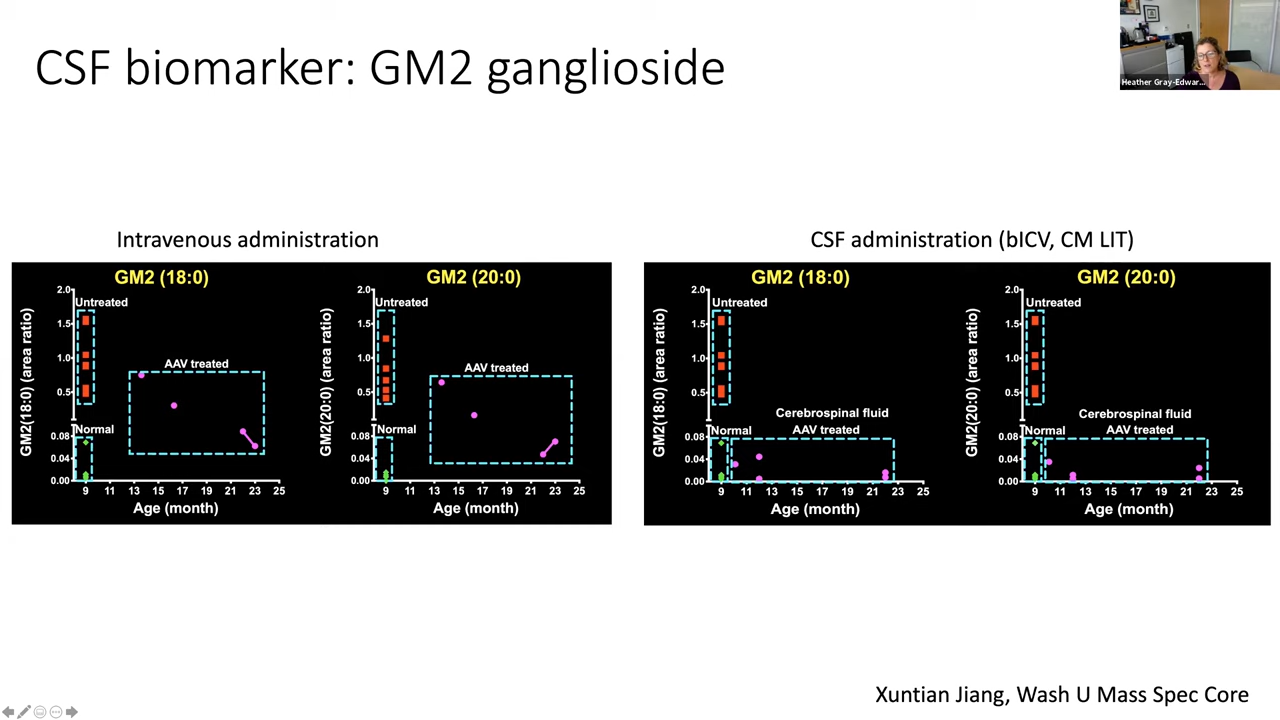 CSF biomarker: GM2 ganglioside
Heather Gray-Edwar...
Intravenous administration
GM2 (18:0)
GM2(18:0) (area ratio)
2.0
1.5
1.0
0.5
0.08
0.04
0.00
Untreated
AAV treated
Normal
9 11 13 15 17 19 21 23 25
Age (month)
GM2 (20:0)
GM2(20:0) (area ratio)
2.0
1.5
1.0
0.5
0.08
0.04
0.00
Untreated
AAV treated
Normal
9 11 13 15 17 19 21 23 25
Age (month)
CSF administration (bICV, CM LIT)
GM2 (18:0)
GM2(18:0) (area ratio)
2.0
1.5
1.0
0.5
0.08
0.04
0.00
Untreated
Cerebrospinal fluid
AAV treated
Normal
9 11 13 15 17 19 21 23 25
Age (month)
GM2 (20:0)
GM2(20:0) (area ratio)
2.0
1.5
1.0
0.5
0.08
0.04
0.00
Untreated
Cerebrospinal fluid
AAV treated
Normal
9 11 13 15 17 19 21 23 25
Age (month)
Xuntian Jiang, Wash U Mass Spec Core